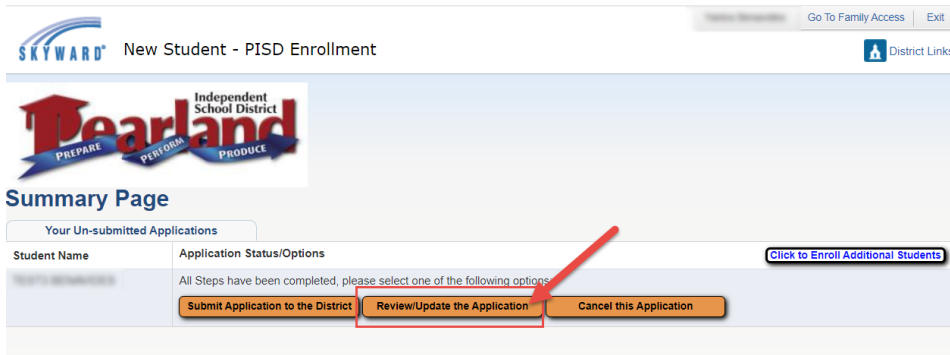 Go To Family Access Exit
SKYWARD® New Student - PISD Enrollment
District Links
Independent
School District
Pearland
PREPARE PERFORM PRODUCE
Summary Page
Your Un-submitted Applications
Student Name Application Status/Options Click to Enroll Additional Students
All Steps have been completed, please select one of the following options
Submit Application to the District Review/Update the Application Cancel this Application